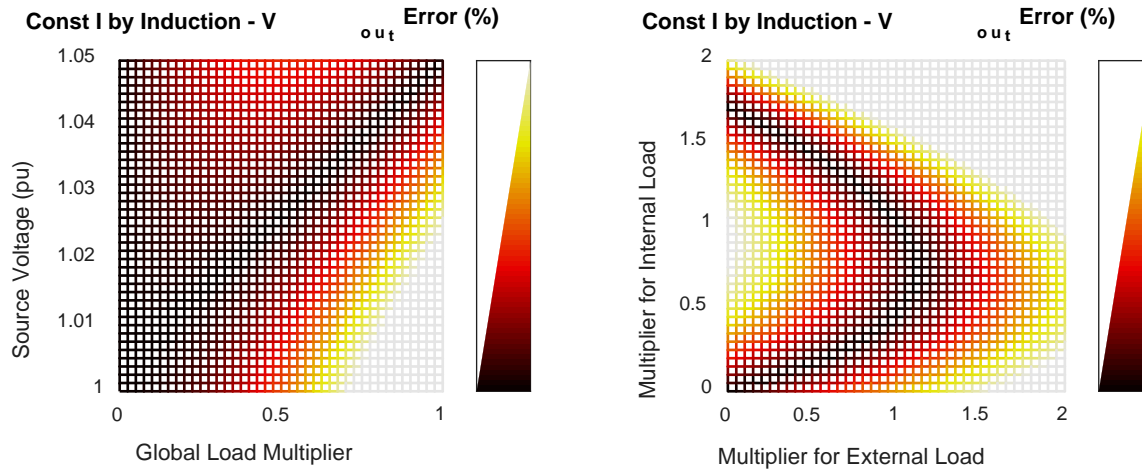 Const I by Induction - V out Error (%)
1.05
1.04
1.03
1.02
1.01
1
0 0.5 1
Source Voltage (pu)
Global Load Multiplier
Const I by Induction - V out Error (%)
2
1.5
1
0.5
0
0 0.5 1 1.5 2
Multiplier for Internal Load
Multiplier for External Load